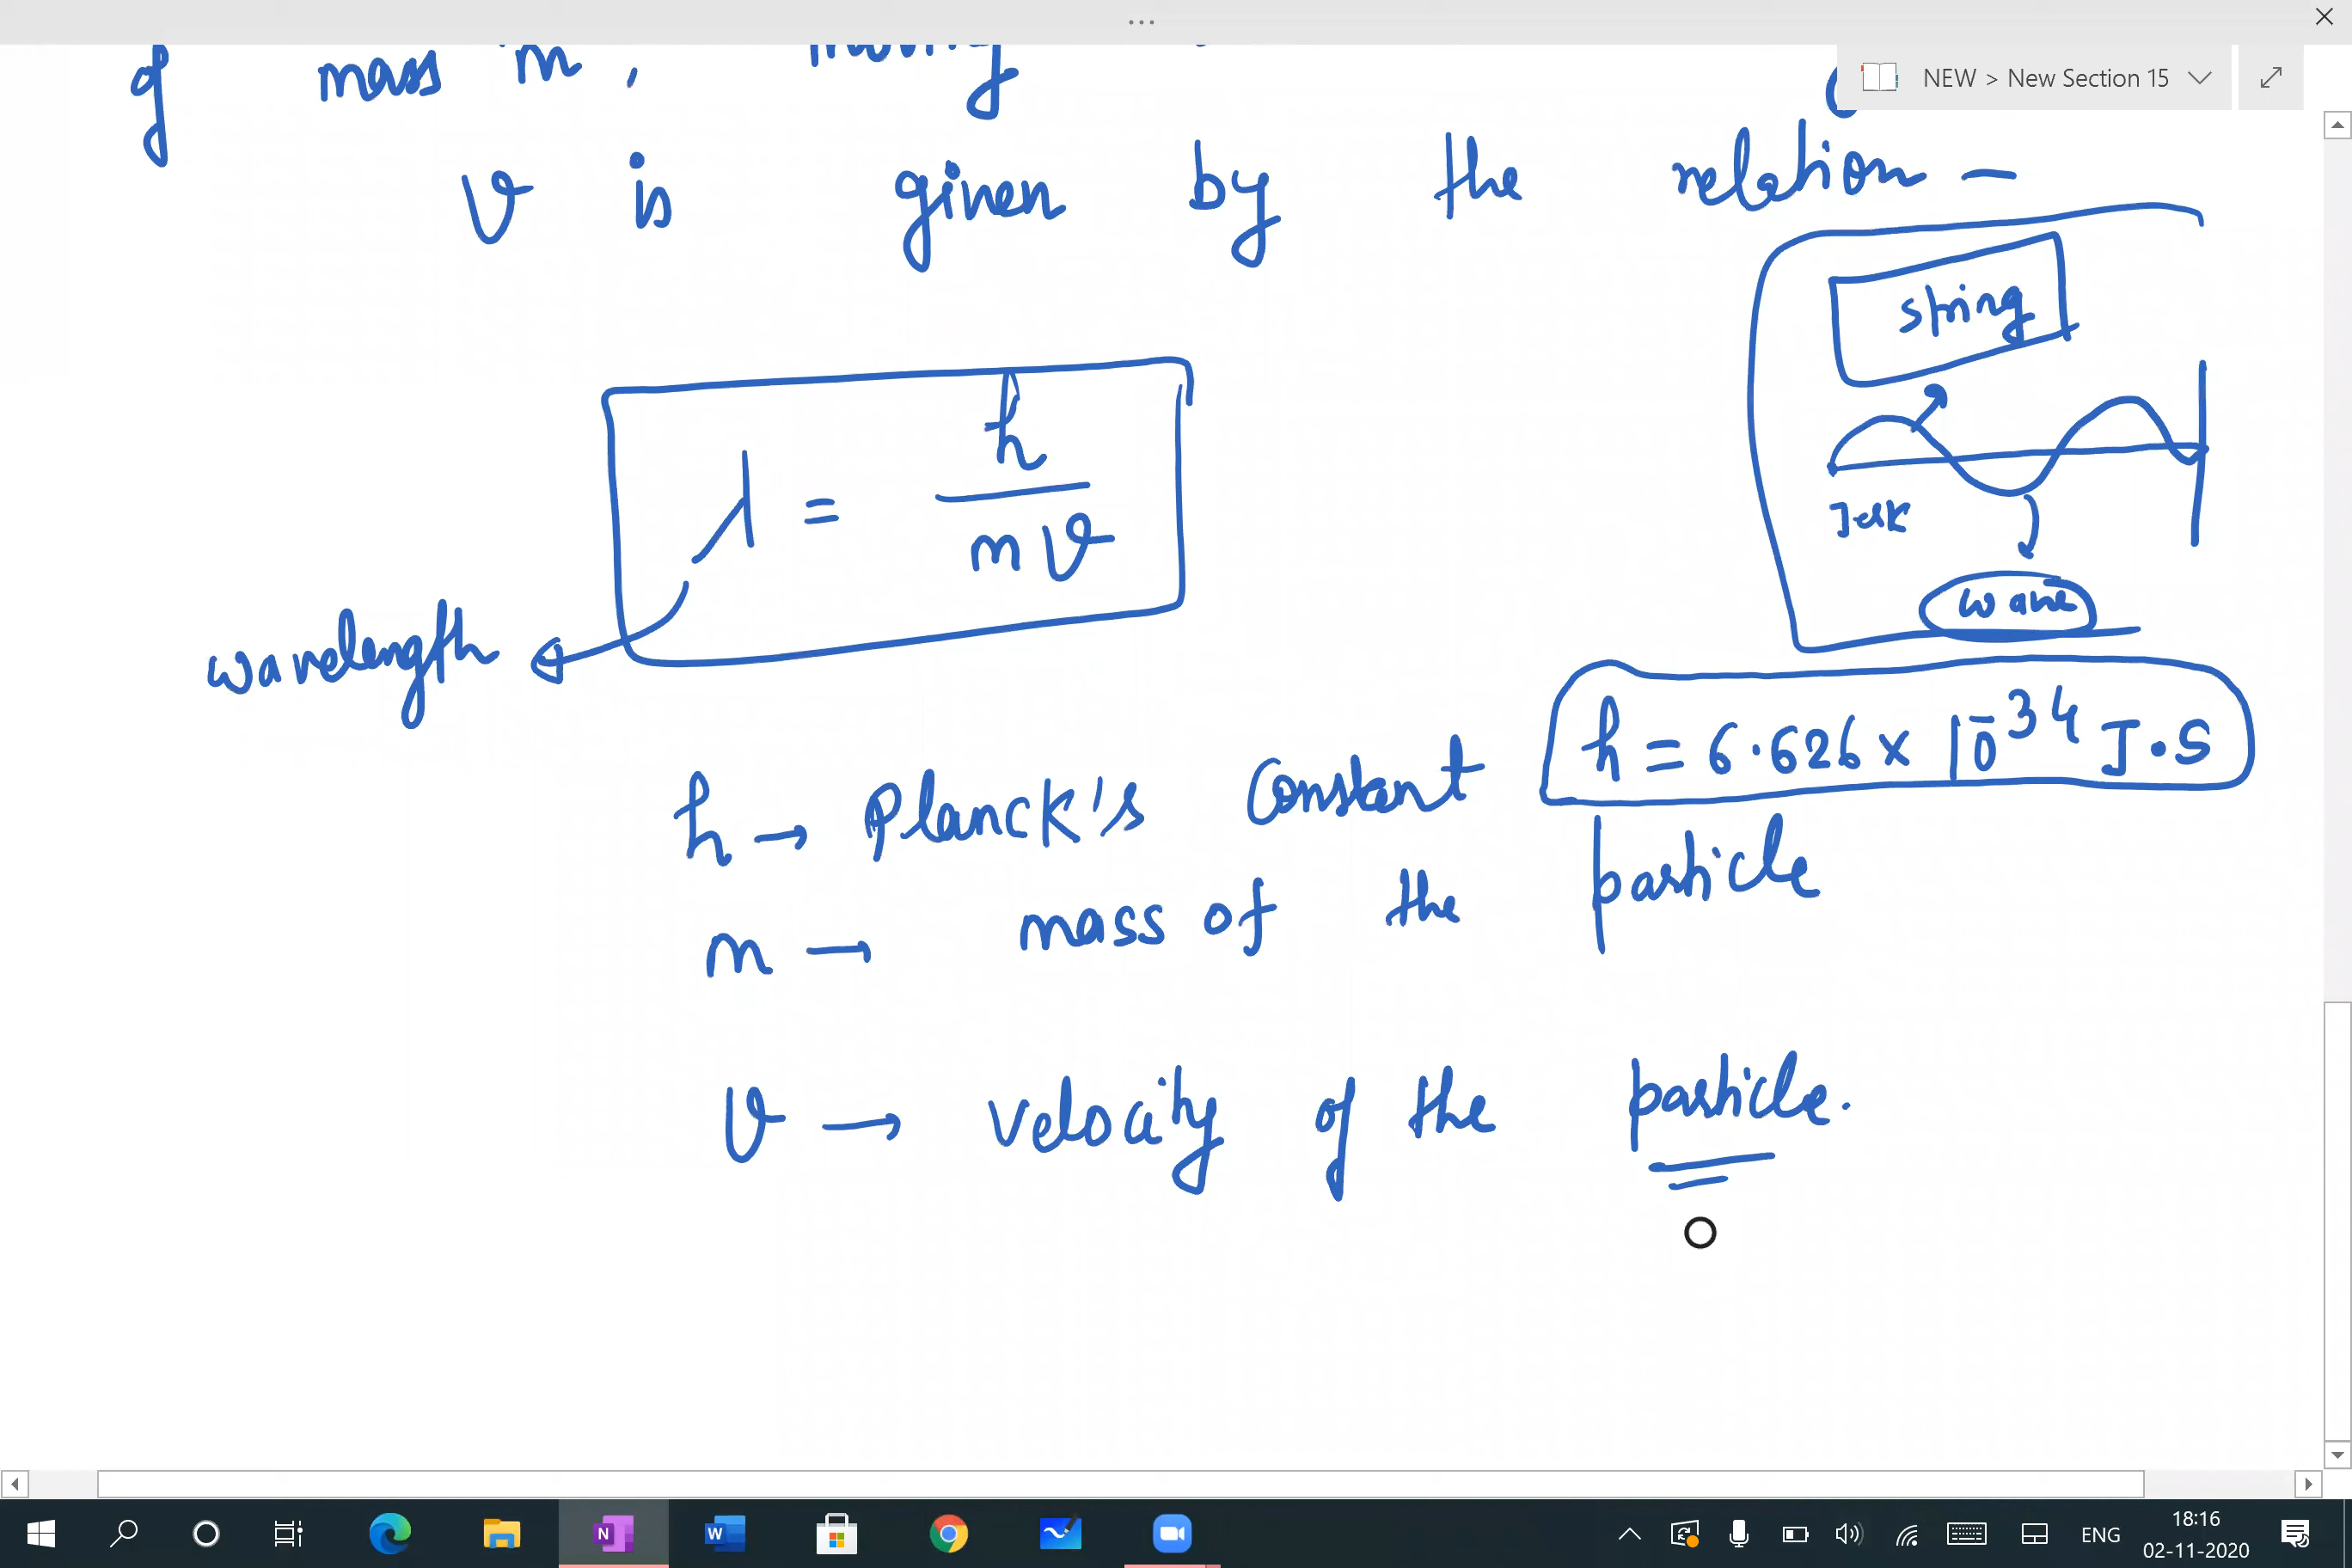 NEW > New Section 15
of mass m, moving
v is given by the relation –
string
Jerk
wave
λ = h / mv
wavelength
h = 6.626 × 10⁻³⁴ J·S
h → Planck's Constant
m → mass of the particle
v → velocity of the particle.
ENG
18:16
02-11-2020